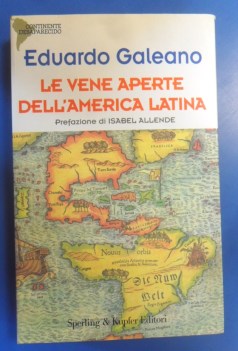 CONTINENTE
DESAPARECIDO
Eduardo Galeano
LE VENE APERTE
DELL'AMERICA LATINA
Prefazione di ISABEL ALLENDE
Sperling & Kupfer Editori